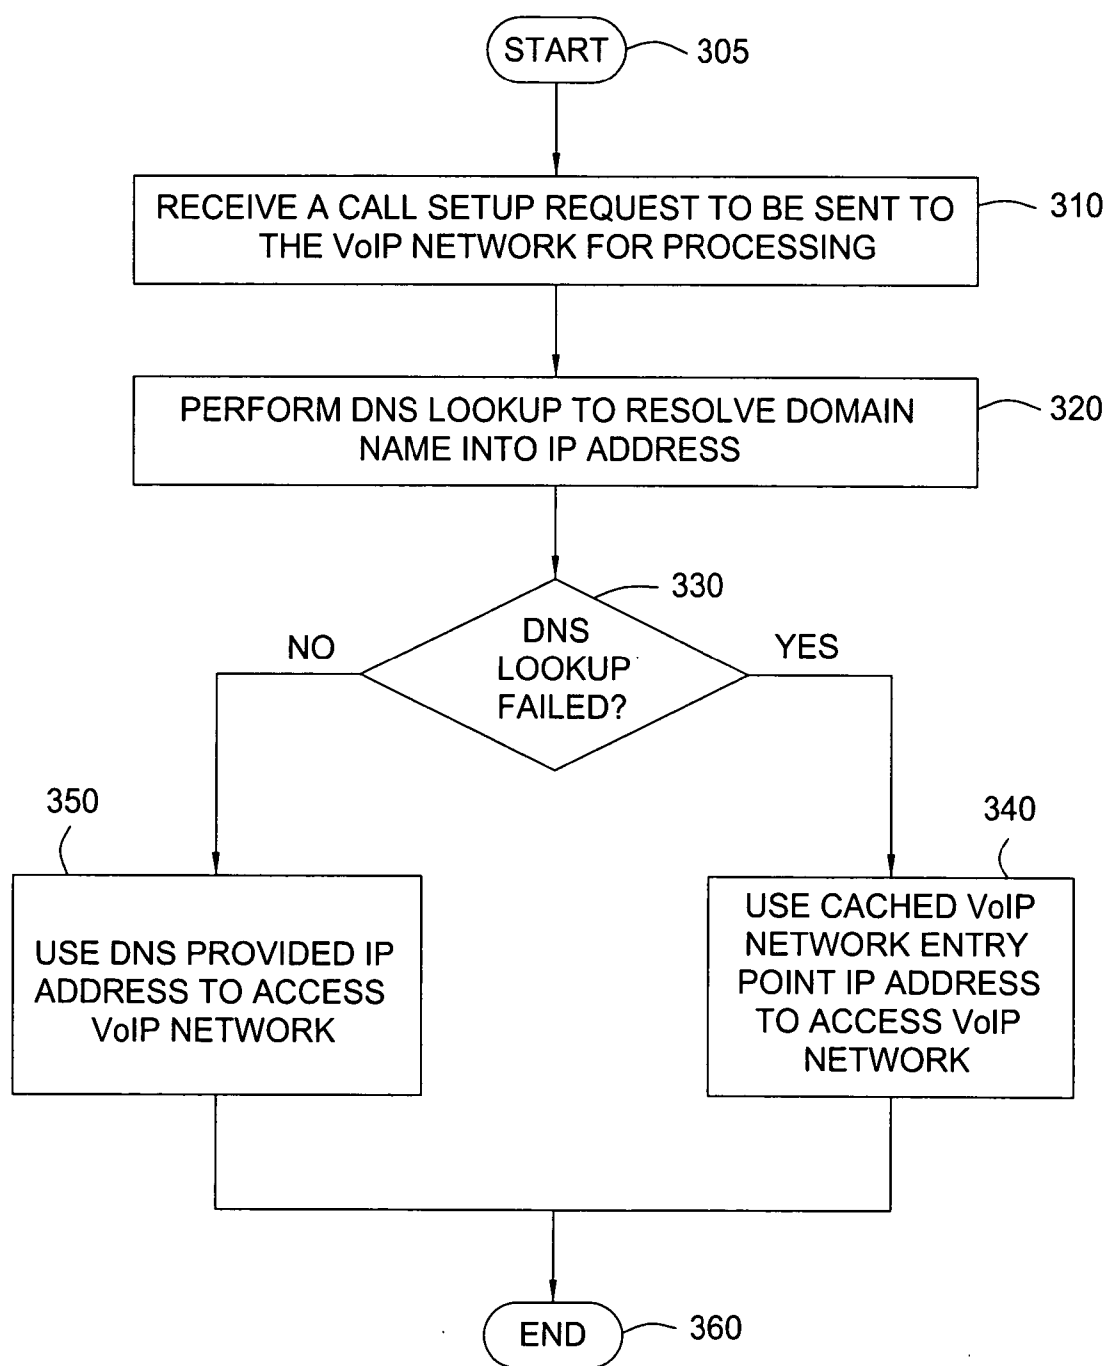 START
305
RECEIVE A CALL SETUP REQUEST TO BE SENT TO
THE VoIP NETWORK FOR PROCESSING
310
PERFORM DNS LOOKUP TO RESOLVE DOMAIN
NAME INTO IP ADDRESS
320
330
DNS
LOOKUP
FAILED?
NO
YES
350
USE DNS PROVIDED IP
ADDRESS TO ACCESS
VoIP NETWORK
340
USE CACHED VoIP
NETWORK ENTRY
POINT IP ADDRESS
TO ACCESS VoIP
NETWORK
END
360